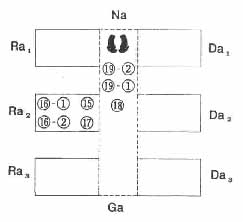 Na
Ra₁ Da₁
⑲-②
⑲-①
Ra₂ ⑯-① ⑮ ⑱ Da₂
⑯-② ⑰
Ra₃ Da₃
Ga